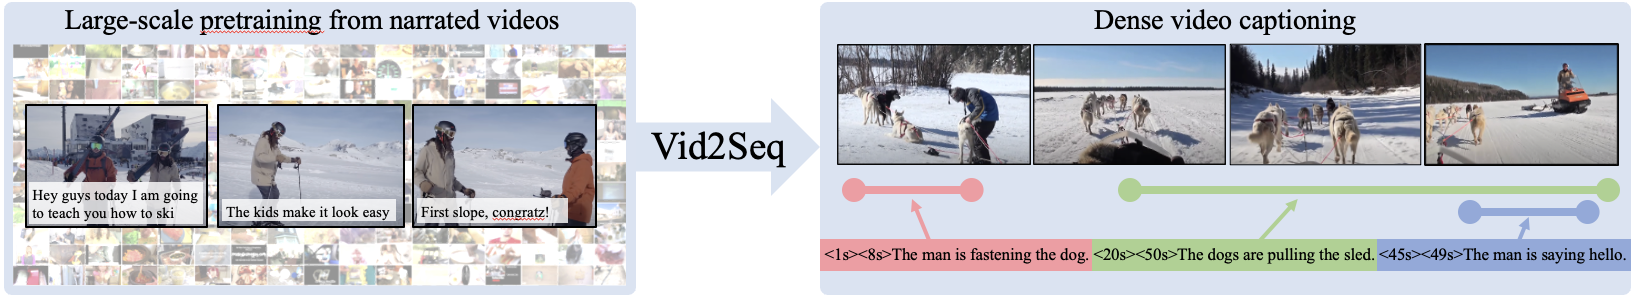 Large-scale pretraining from narrated videos
Hey guys today I am going
to teach you how to ski
The kids make it look easy
First slope, congratz!
Vid2Seq
Dense video captioning
<1s><8s>The man is fastening the dog.
<20s><50s>The dogs are pulling the sled.
<45s><49s>The man is saying hello.